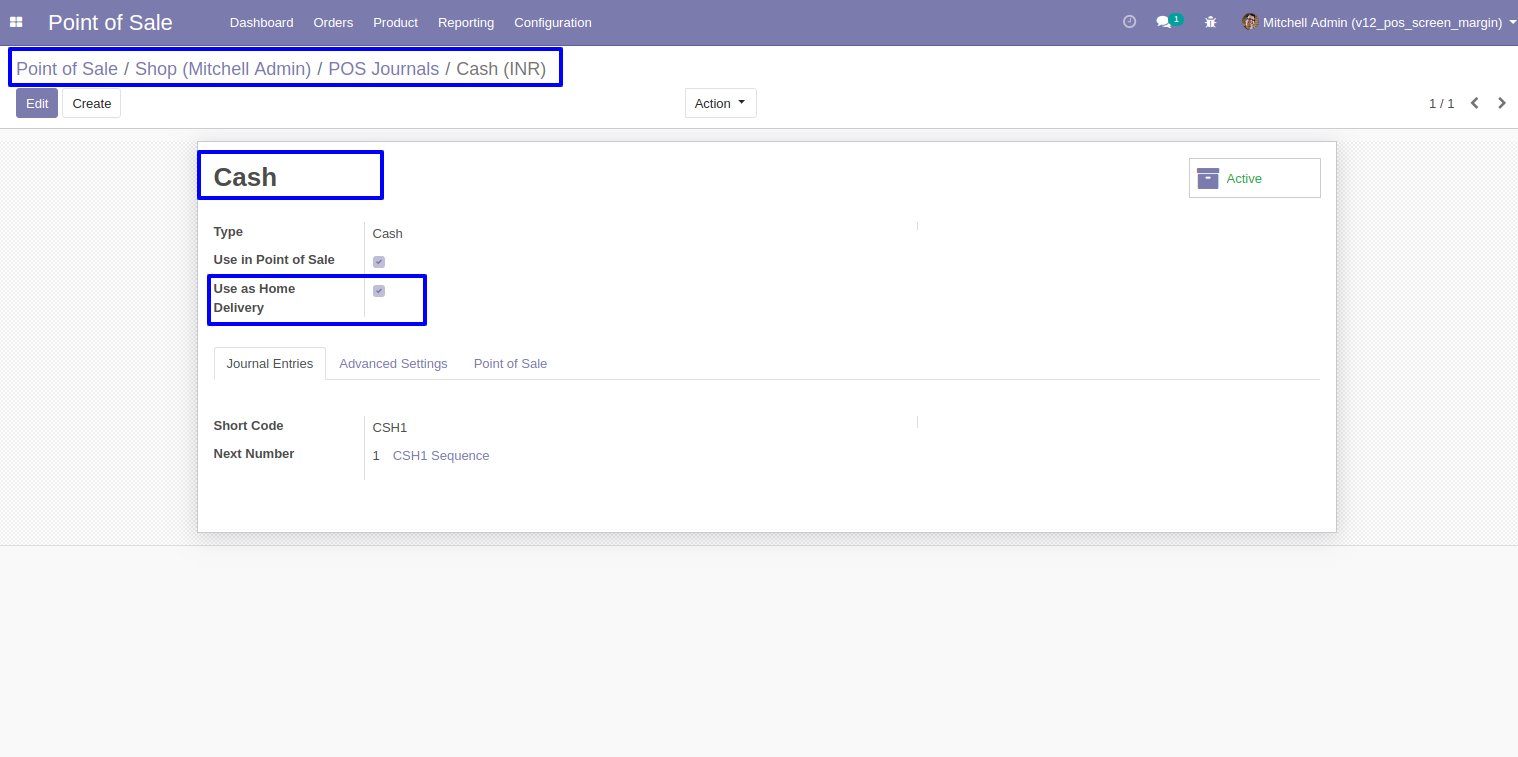 Point of Sale Dashboard Orders Product Reporting Configuration 1 Mitchell Admin (v12_pos_screen_margin)
Point of Sale / Shop (Mitchell Admin) / POS Journals / Cash (INR)
Edit Create Action 1 / 1
Cash
Active
Type Cash
Use in Point of Sale
Use as Home
Delivery
Journal Entries Advanced Settings Point of Sale
Short Code CSH1
Next Number 1 CSH1 Sequence